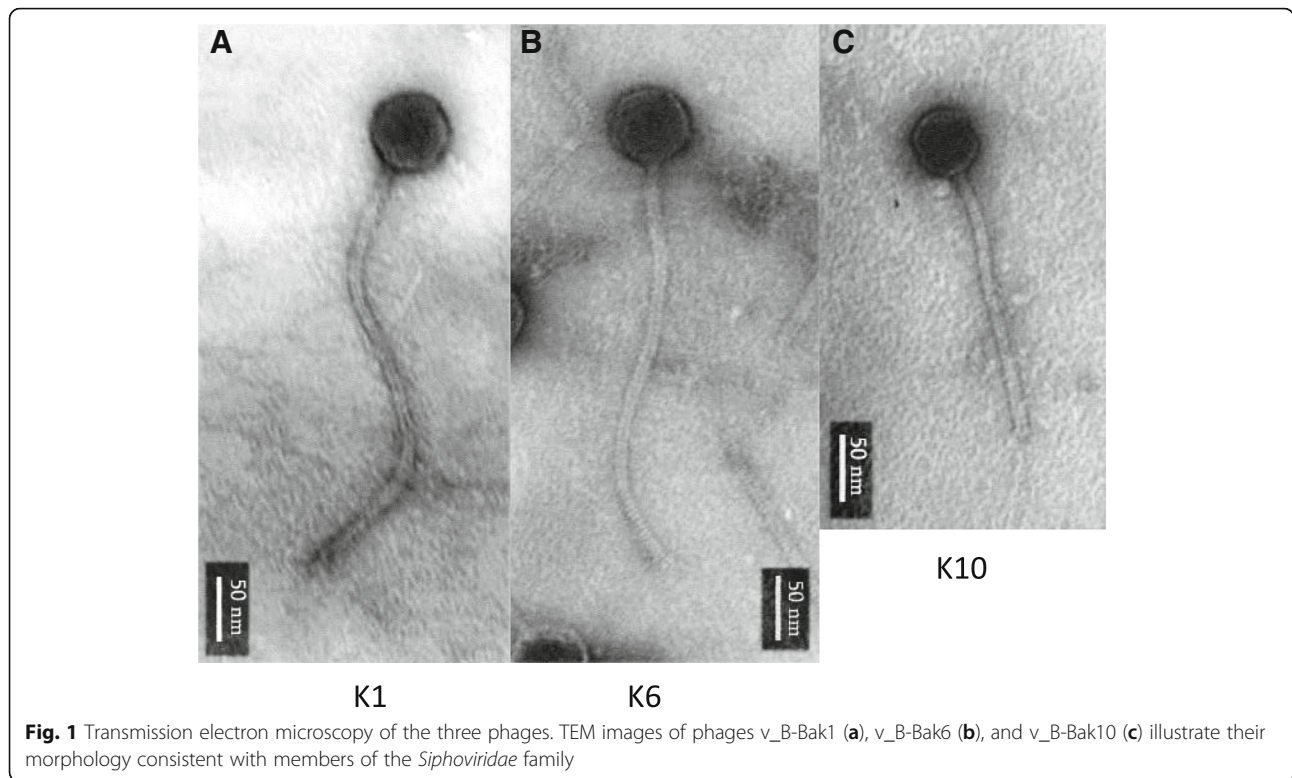 A
B
C
50 nm
50 nm
50 nm
K10
K1
K6
Fig. 1 Transmission electron microscopy of the three phages. TEM images of phages v_B-Bak1 (a), v_B-Bak6 (b), and v_B-Bak10 (c) illustrate their
morphology consistent with members of the Siphoviridae family